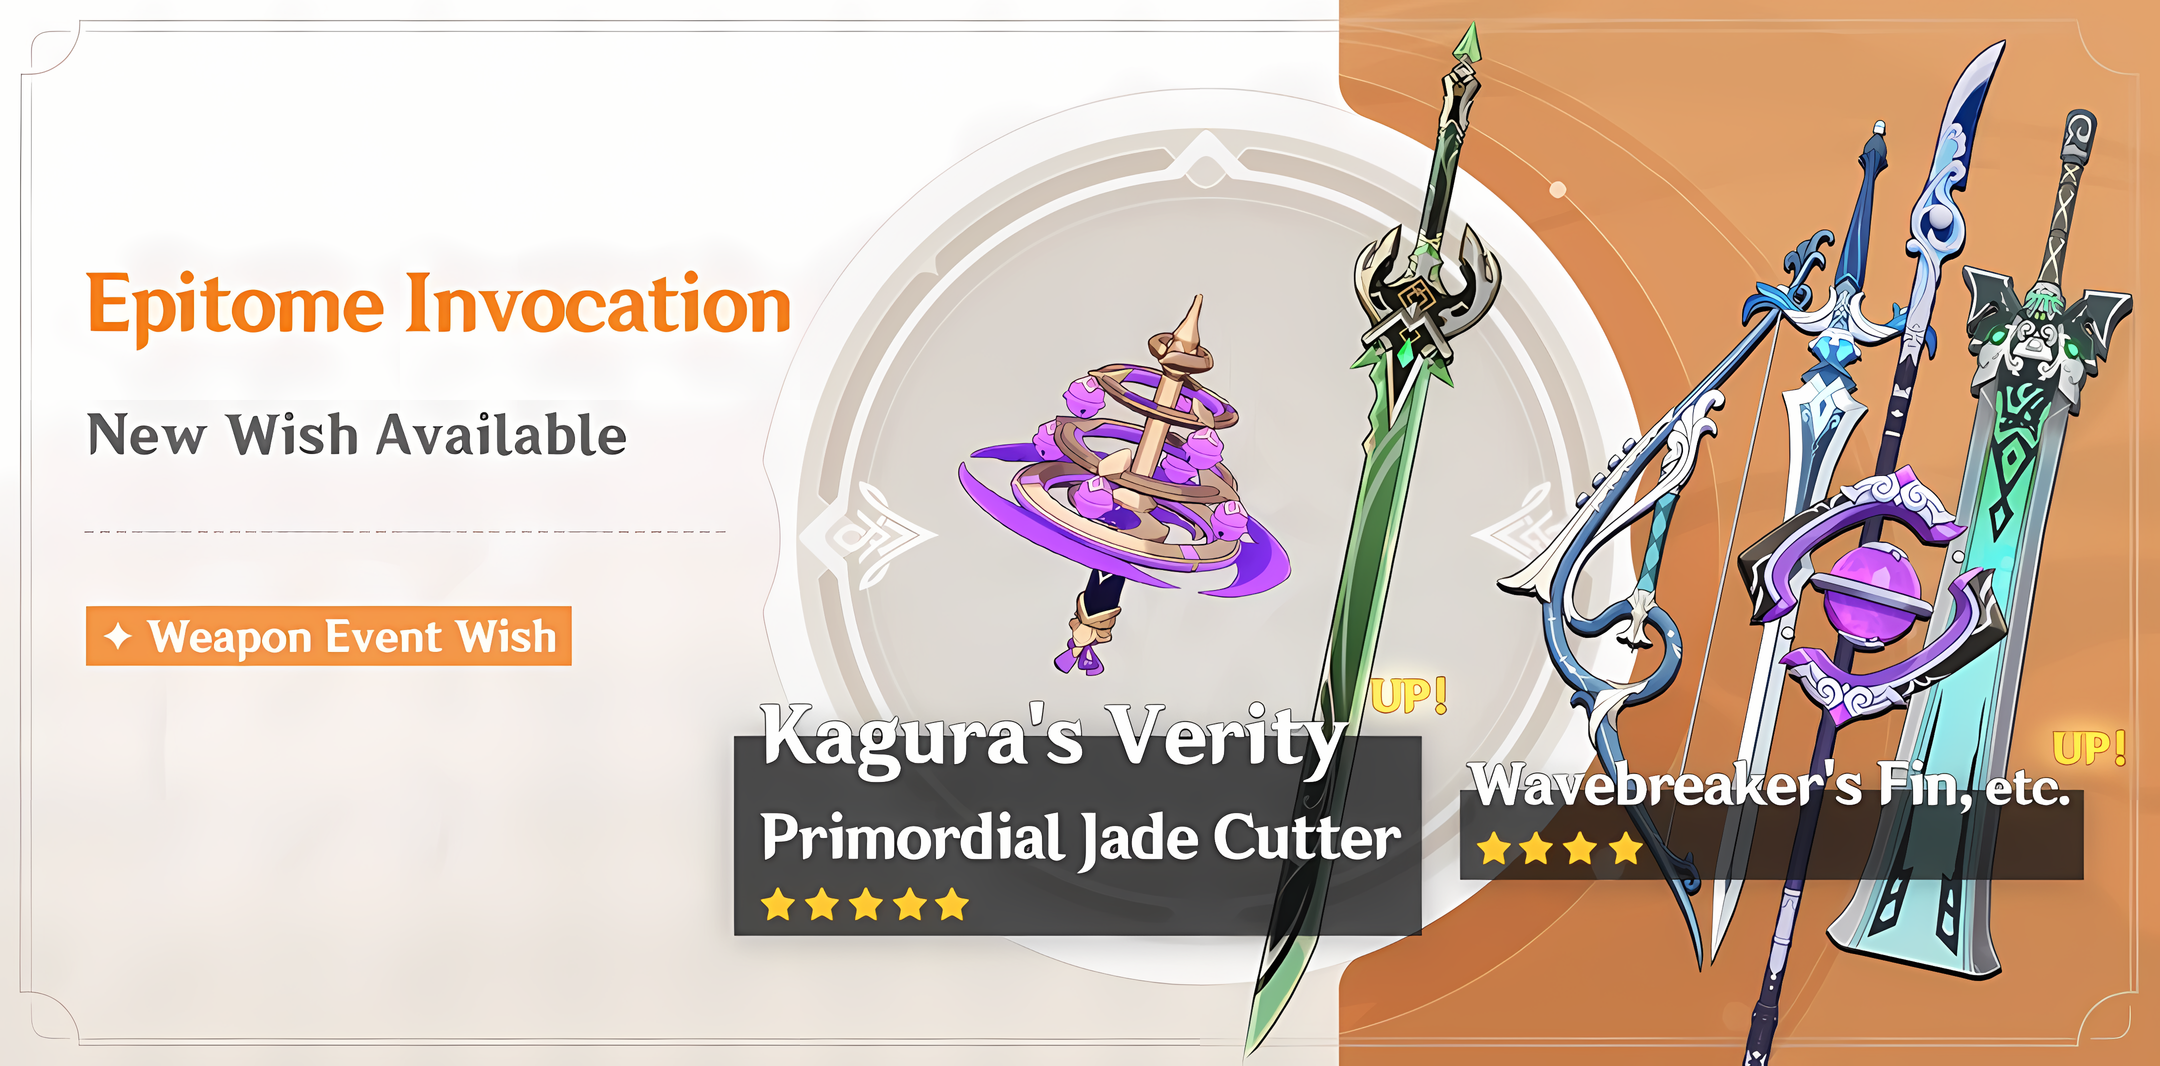 Epitome Invocation
New Wish Available
Weapon Event Wish
UP!
Kagura's Verity
Primordial Jade Cutter
UP!
Wavebreaker's Fin, etc.